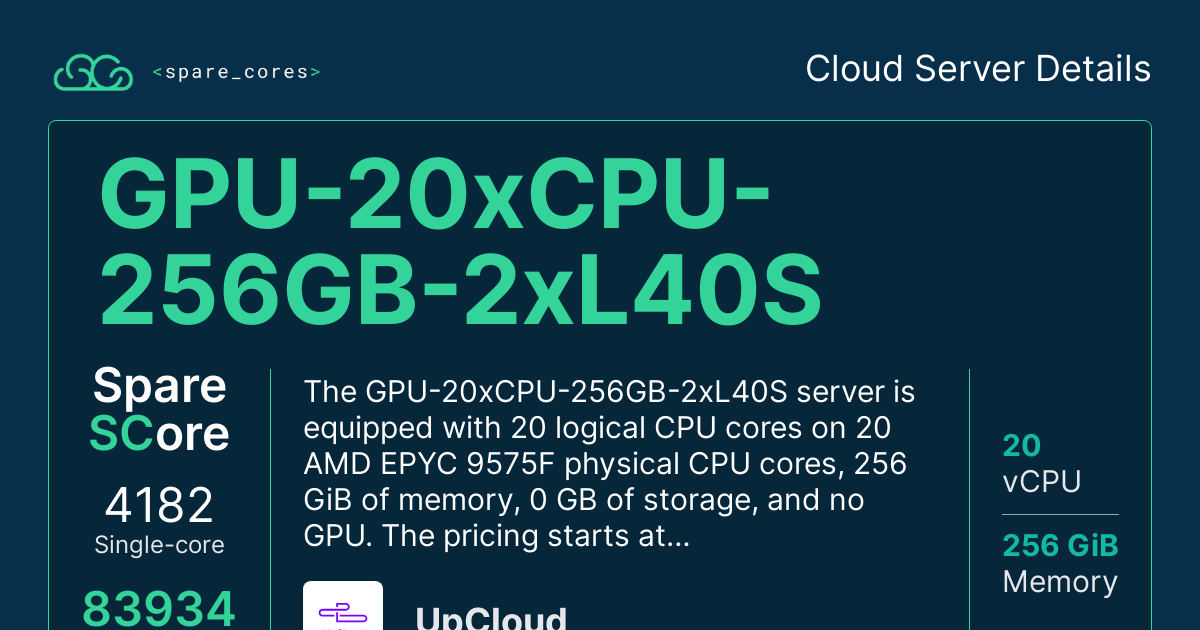 <spare_cores>
Cloud Server Details
GPU-20xCPU-
256GB-2xL40S
Spare
SCore
4182
Single-core
83934
The GPU-20xCPU-256GB-2xL40S server is
equipped with 20 logical CPU cores on 20
AMD EPYC 9575F physical CPU cores, 256
GiB of memory, 0 GB of storage, and no
GPU. The pricing starts at...
UpCloud
20
vCPU
256 GiB
Memory